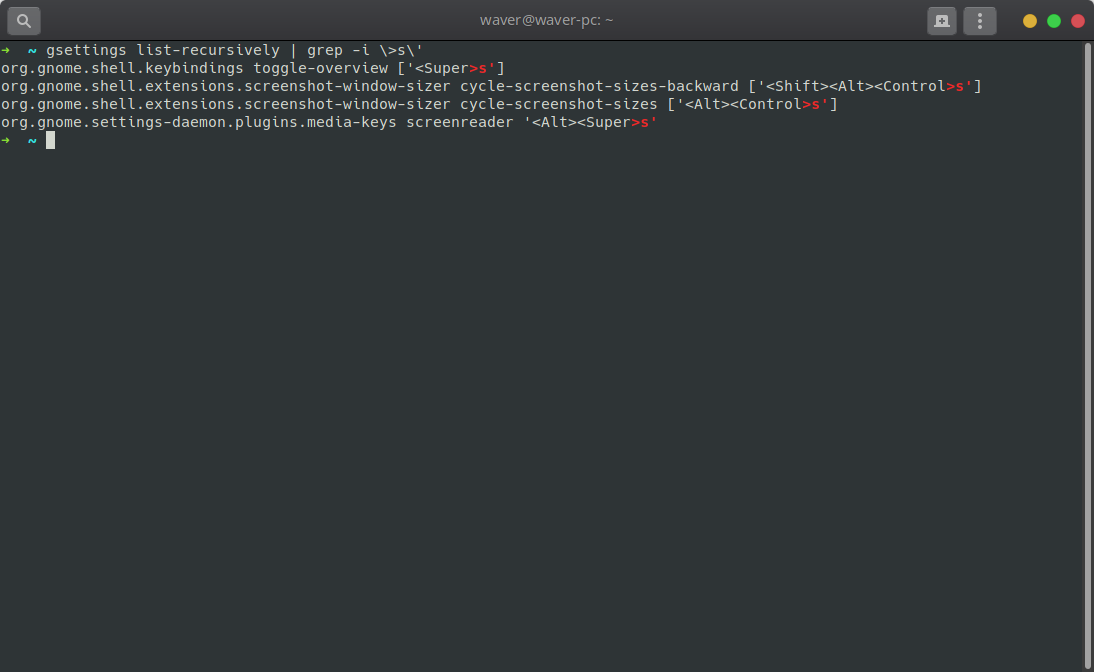 waver@waver-pc: ~
➜  ~ gsettings list-recursively | grep -i \>s\'
org.gnome.shell.keybindings toggle-overview ['<Super>s']
org.gnome.shell.extensions.screenshot-window-sizer cycle-screenshot-sizes-backward ['<Shift><Alt><Control>s']
org.gnome.shell.extensions.screenshot-window-sizer cycle-screenshot-sizes ['<Alt><Control>s']
org.gnome.settings-daemon.plugins.media-keys screenreader '<Alt><Super>s'
➜  ~